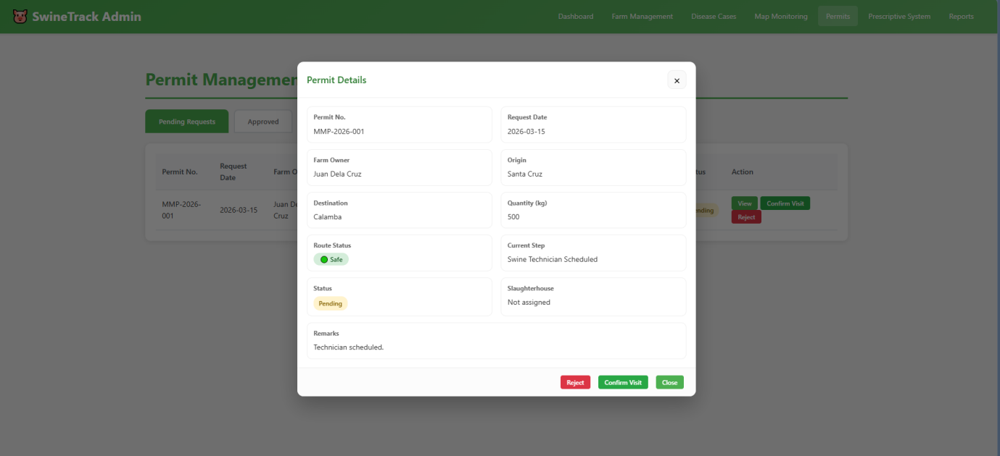 SwineTrack Admin
Dashboard Farm Management Disease Cases Map Monitoring Permits Prescriptive System Reports
Permit Managemen
Pending Requests Approved
Permit No. Request Date Farm O tus Action
MMP-2026-001 2026-03-15 Juan De Cruz nding View Confirm Visit Reject
Permit Details
×
Permit No.
MMP-2026-001
Request Date
2026-03-15
Farm Owner
Juan Dela Cruz
Origin
Santa Cruz
Destination
Calamba
Quantity (kg)
500
Route Status
Safe
Current Step
Swine Technician Scheduled
Status
Pending
Slaughterhouse
Not assigned
Remarks
Technician scheduled.
Reject Confirm Visit Close